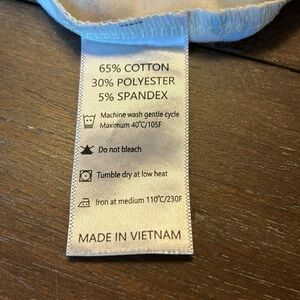 65% COTTON
30% POLYESTER
5% SPANDEX
Machine wash gentle cycle
Maximum 40°C/105F
Do not bleach
Tumble dry at low heat
Iron at medium 110°C/230F
MADE IN VIETNAM